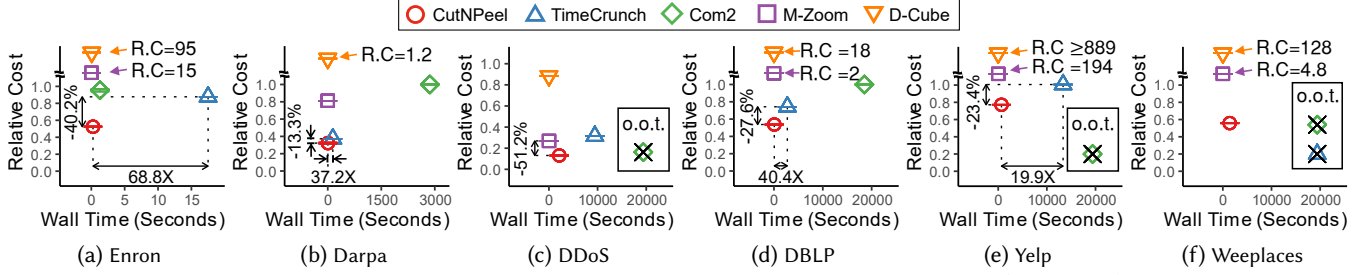 CutNPeel TimeCrunch Com2 M-Zoom D-Cube
Relative Cost
1.0
0.8
0.6
0.4
0.2
0.0
R.C=95
R.C=15
-40.2%
68.8X
0 5 10 15
Wall Time (Seconds)
(a) Enron
Relative Cost
1.0
0.8
0.6
0.4
0.2
0.0
R.C=1.2
-13.3%
37.2X
0 1500 3000
Wall Time (Seconds)
(b) Darpa
Relative Cost
1.0
0.8
0.6
0.4
0.2
0.0
-51.2%
o.o.t.
0 10000 20000
Wall Time (Seconds)
(c) DDoS
Relative Cost
1.0
0.8
0.6
0.4
0.2
0.0
R.C =18
R.C =2
-27.6%
40.4X
0 10000 20000
Wall Time (Seconds)
(d) DBLP
Relative Cost
1.0
0.8
0.6
0.4
0.2
0.0
R.C ≥889
R.C =194
-23.4%
19.9X
o.o.t.
0 10000 20000
Wall Time (Seconds)
(e) Yelp
Relative Cost
1.0
0.8
0.6
0.4
0.2
0.0
R.C=128
R.C=4.8
o.o.t.
0 10000 20000
Wall Time (Seconds)
(f) Weeplaces